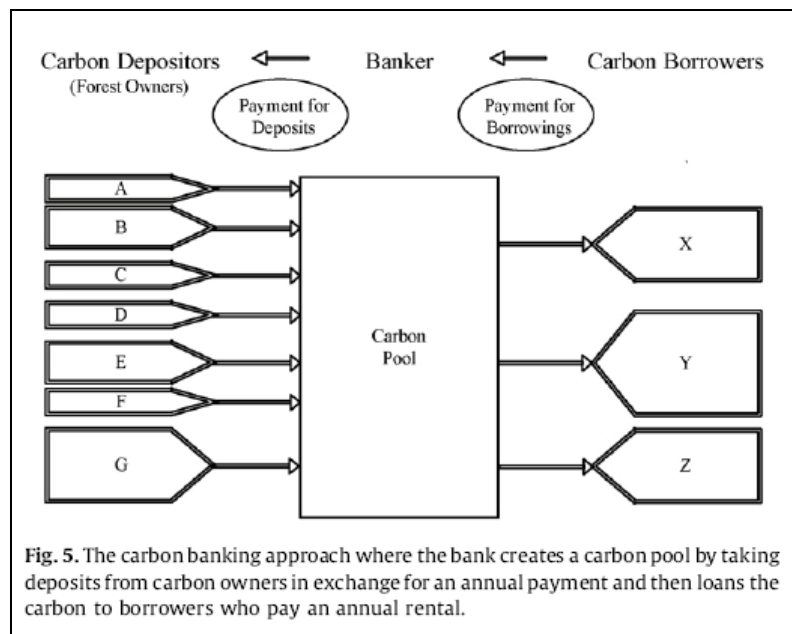 Carbon Depositors
(Forest Owners)
Banker
Carbon Borrowers
Payment for
Deposits
Payment for
Borrowings
A
B
C
D
E
F
G
Carbon
Pool
X
Y
Z
Fig. 5. The carbon banking approach where the bank creates a carbon pool by taking
deposits from carbon owners in exchange for an annual payment and then loans the
carbon to borrowers who pay an annual rental.